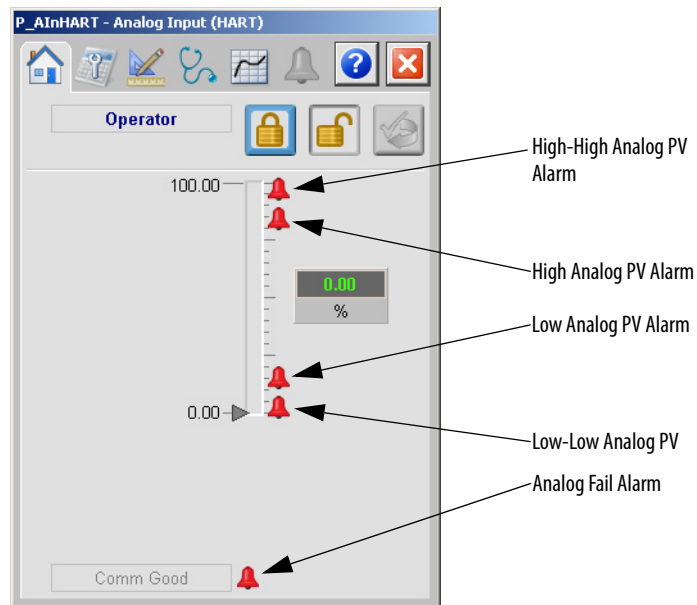 P_AInHART - Analog Input (HART)
?
Operator
High-High Analog PV
Alarm
100.00
High Analog PV Alarm
0.00
%
Low Analog PV Alarm
0.00
Low-Low Analog PV
Analog Fail Alarm
Comm Good